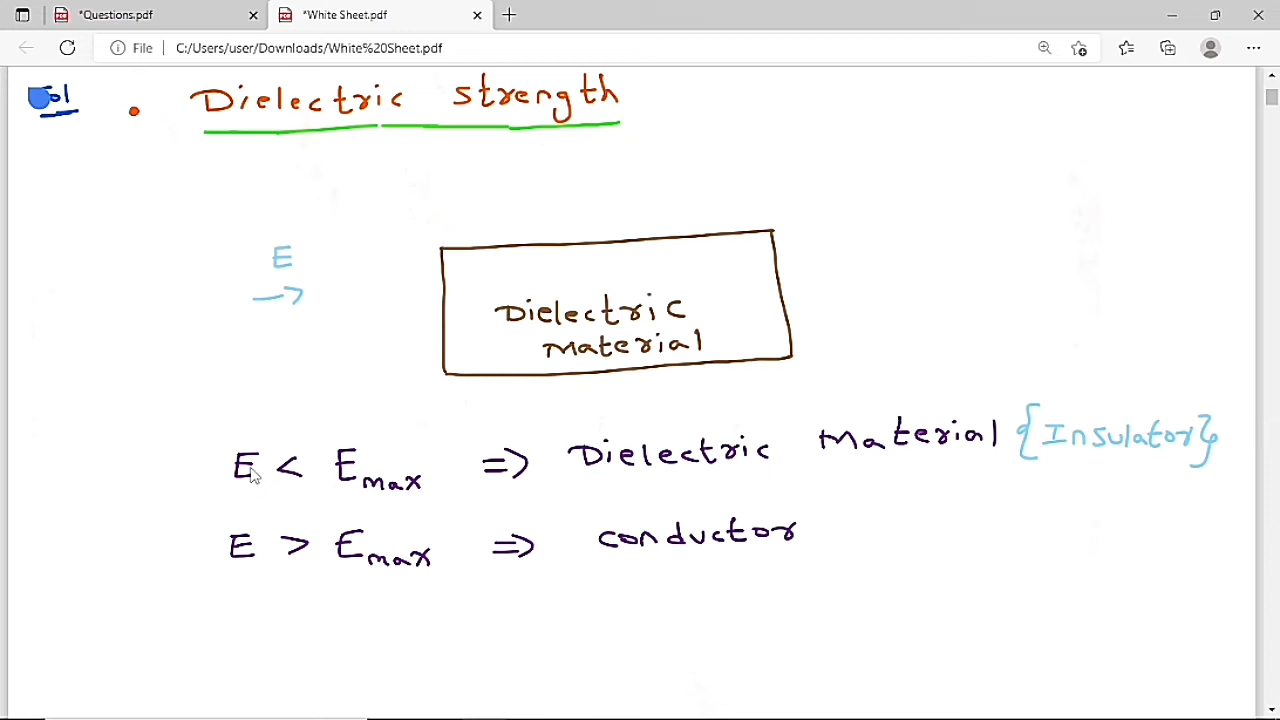 *Questions.pdf
*White Sheet.pdf
File C:/Users/user/Downloads/White%20Sheet.pdf
Sol • Dielectric strength
E
→
Dielectric
material
E < Emax ⇒ Dielectric material {Insulator}
E > Emax ⇒ conductor